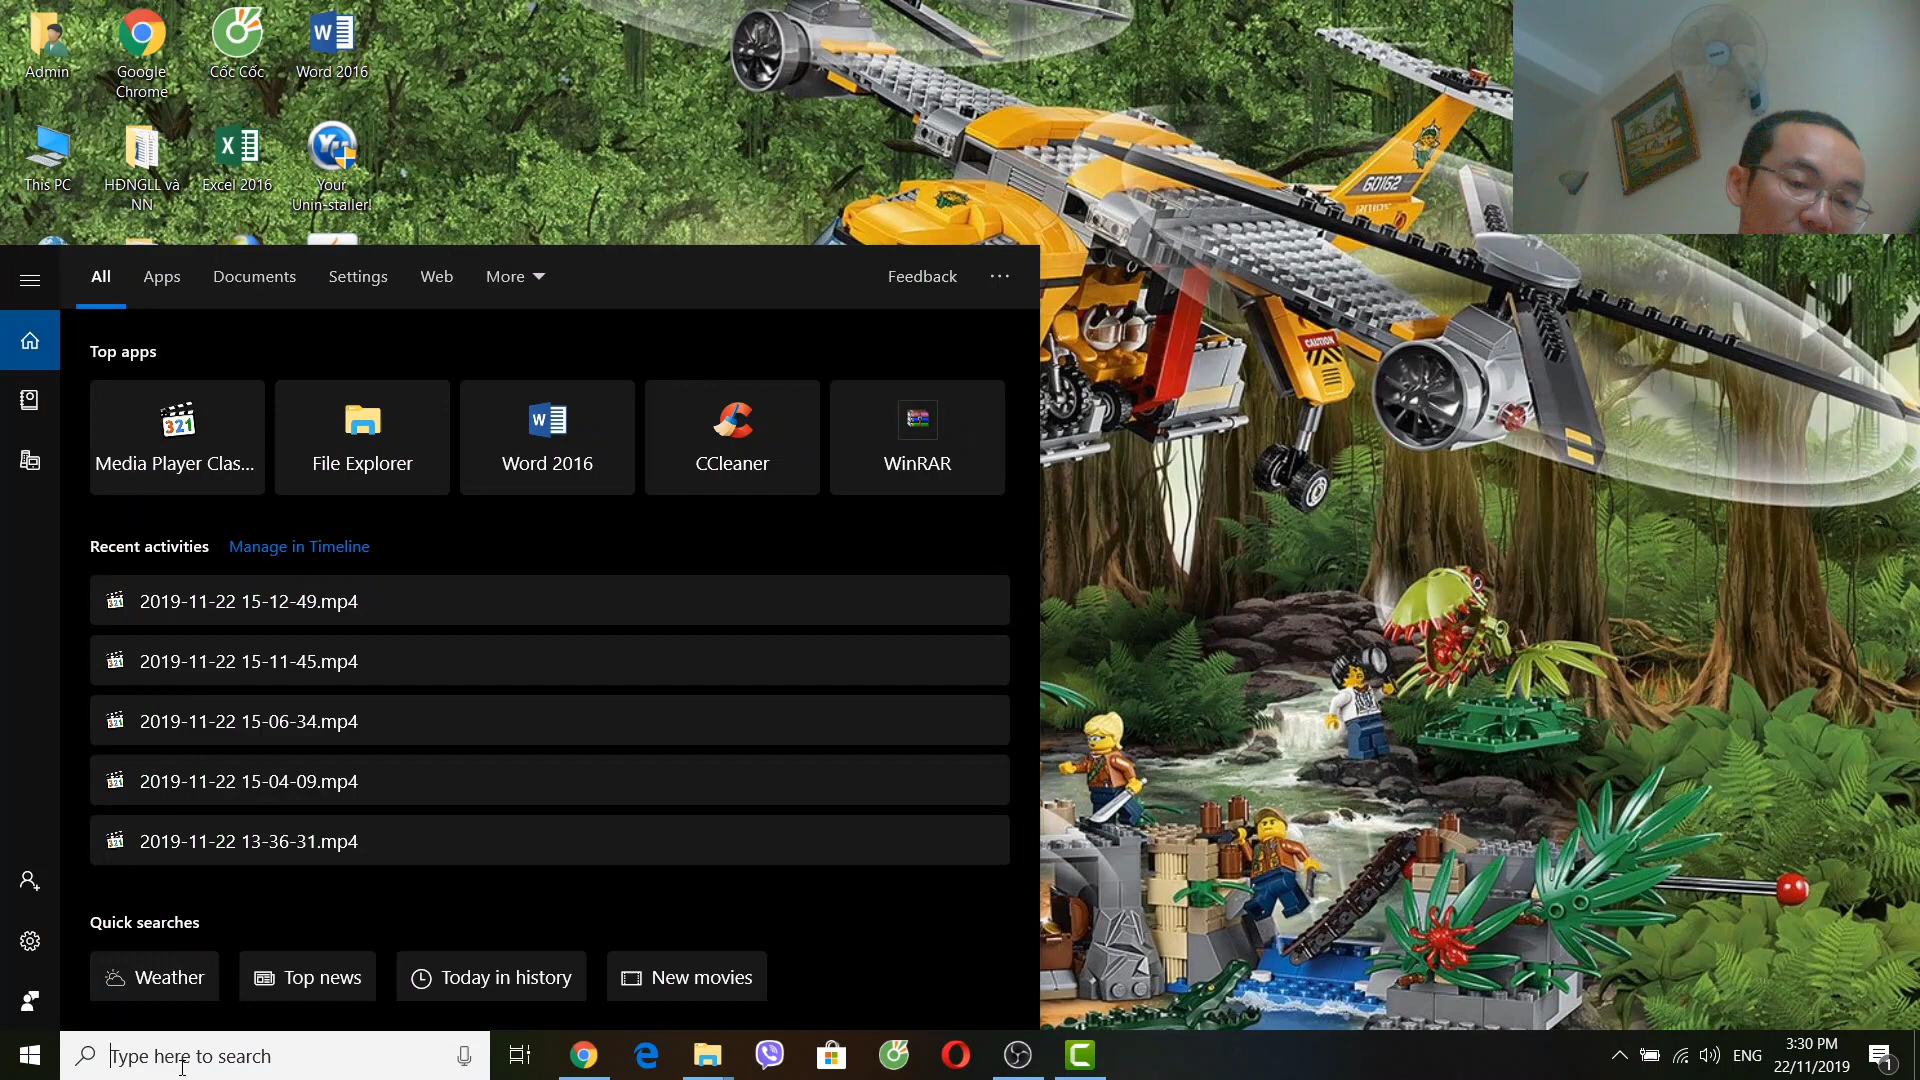 Admin
Google
Chrome
Cốc Cốc
Word 2016
This PC
HĐNGLL và
NN
Excel 2016
Your
Unin-staller!
60162
CAUTION
All
Apps
Documents
Settings
Web
More
Feedback
Top apps
Media Player Clas...
File Explorer
Word 2016
CCleaner
WinRAR
Recent activities
Manage in Timeline
2019-11-22 15-12-49.mp4
2019-11-22 15-11-45.mp4
2019-11-22 15-06-34.mp4
2019-11-22 15-04-09.mp4
2019-11-22 13-36-31.mp4
Quick searches
Weather
Top news
Today in history
New movies
Type here to search
ENG
3:30 PM
22/11/2019
1